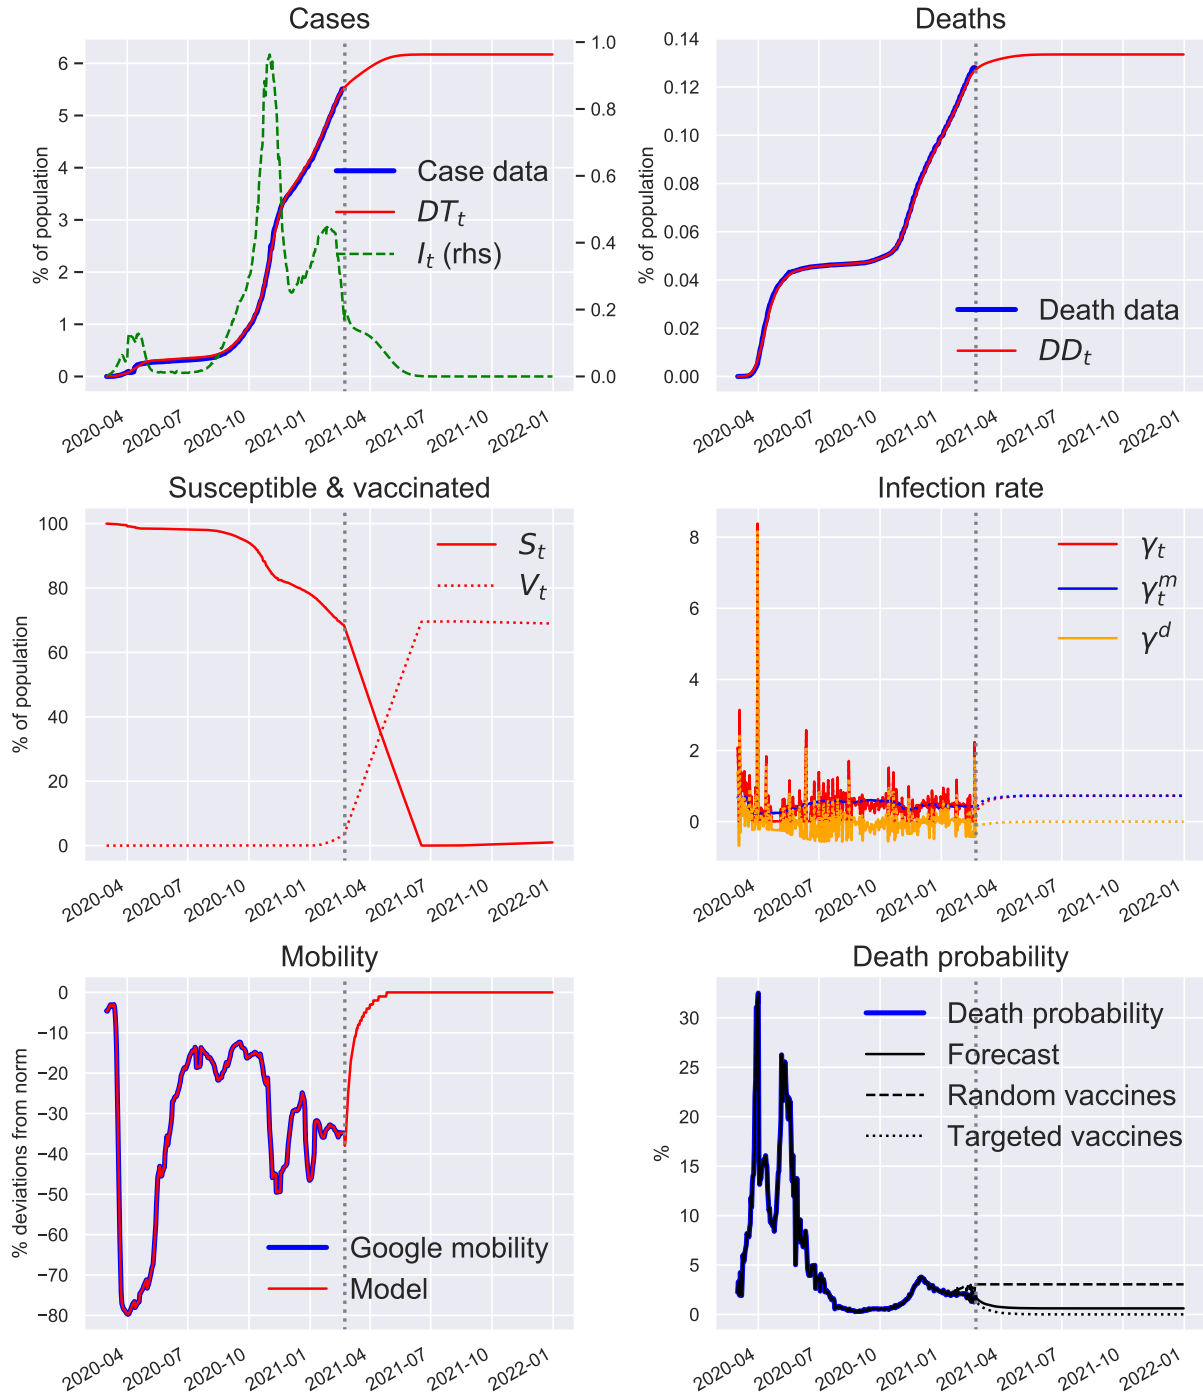 Cases
Deaths
% of population
6
5
4
3
2
1
0
1.0
0.8
0.6
0.4
0.2
0.0
Case data
DT_t
I_t (rhs)
2020-04 2020-07 2020-10 2021-01 2021-04 2021-07 2021-10 2022-01
% of population
0.14
0.12
0.10
0.08
0.06
0.04
0.02
0.00
Death data
DD_t
2020-04 2020-07 2020-10 2021-01 2021-04 2021-07 2021-10 2022-01
Susceptible & vaccinated
Infection rate
% of population
100
80
60
40
20
0
S_t
V_t
2020-04 2020-07 2020-10 2021-01 2021-04 2021-07 2021-10 2022-01
8
6
4
2
0
γ_t
γ_t^m
γ^d
2020-04 2020-07 2020-10 2021-01 2021-04 2021-07 2021-10 2022-01
Mobility
Death probability
% deviations from norm
0
−10
−20
−30
−40
−50
−60
−70
−80
Google mobility
Model
2020-04 2020-07 2020-10 2021-01 2021-04 2021-07 2021-10 2022-01
%
30
25
20
15
10
5
0
Death probability
Forecast
Random vaccines
Targeted vaccines
2020-04 2020-07 2020-10 2021-01 2021-04 2021-07 2021-10 2022-01